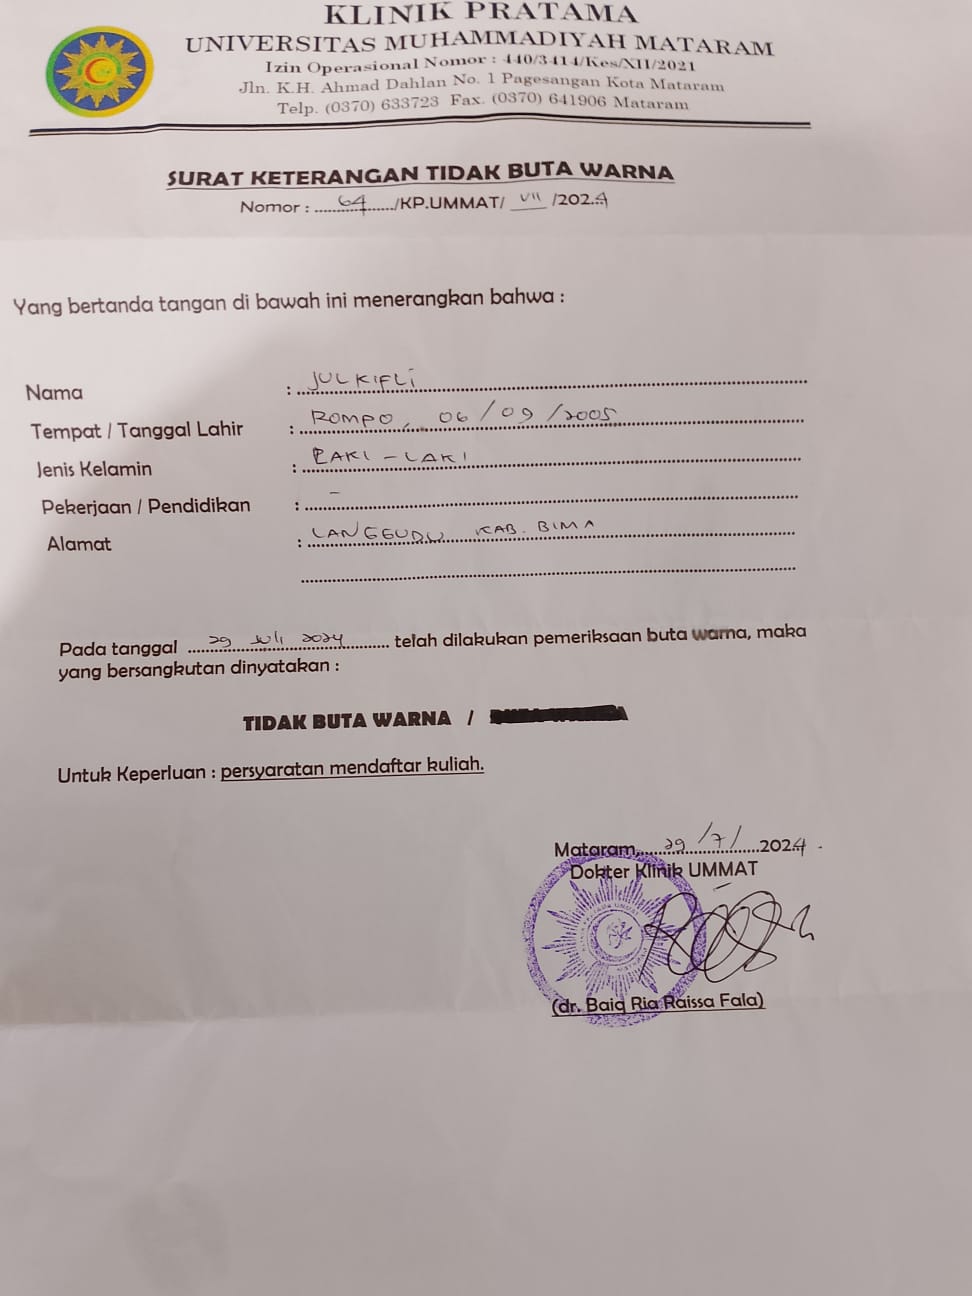 KLINIK PRATAMA
UNIVERSITAS MUHAMMADIYAH MATARAM
Izin Operasional Nomor : 440/3414/Kes/XII/2021
Jln. K.H. Ahmad Dahlan No. 1 Pagesangan Kota Mataram
Telp. (0370) 633723 Fax. (0370) 641906 Mataram
SURAT KETERANGAN TIDAK BUTA WARNA
Nomor : 64/KP.UMMAT/ VII /2024
Yang bertanda tangan di bawah ini menerangkan bahwa :
Nama : JULKIFLi
Tempat / Tanggal Lahir : ROMPO, 06/09/2005
Jenis Kelamin : LAKI-LAKI
Pekerjaan / Pendidikan : -
Alamat : LANGGUDU KAB. BIMA
Pada tanggal 29 Juli 2024 telah dilakukan pemeriksaan buta warna, maka
yang bersangkutan dinyatakan :
TIDAK BUTA WARNA /
Untuk Keperluan : persyaratan mendaftar kuliah.
Mataram, 29/7/2024.
Dokter Klinik UMMAT
(dr. Baiq Ria Raissa Fala)